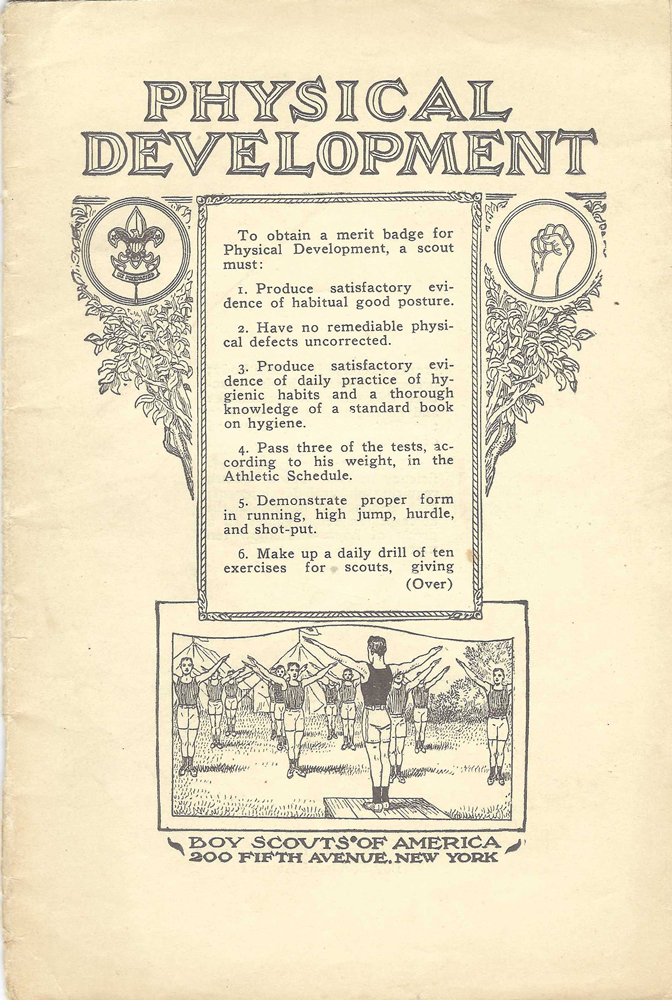 PHYSICAL
DEVELOPMENT
BE PREPARED
To obtain a merit badge for
Physical Development, a scout
must:
1. Produce satisfactory evi-
dence of habitual good posture.
2. Have no remediable physi-
cal defects uncorrected.
3. Produce satisfactory evi-
dence of daily practice of hy-
gienic habits and a thorough
knowledge of a standard book
on hygiene.
4. Pass three of the tests, ac-
cording to his weight, in the
Athletic Schedule.
5. Demonstrate proper form
in running, high jump, hurdle,
and shot-put.
6. Make up a daily drill of ten
exercises for scouts, giving
(Over)
BOY SCOUTS OF AMERICA
200 FIFTH AVENUE, NEW YORK